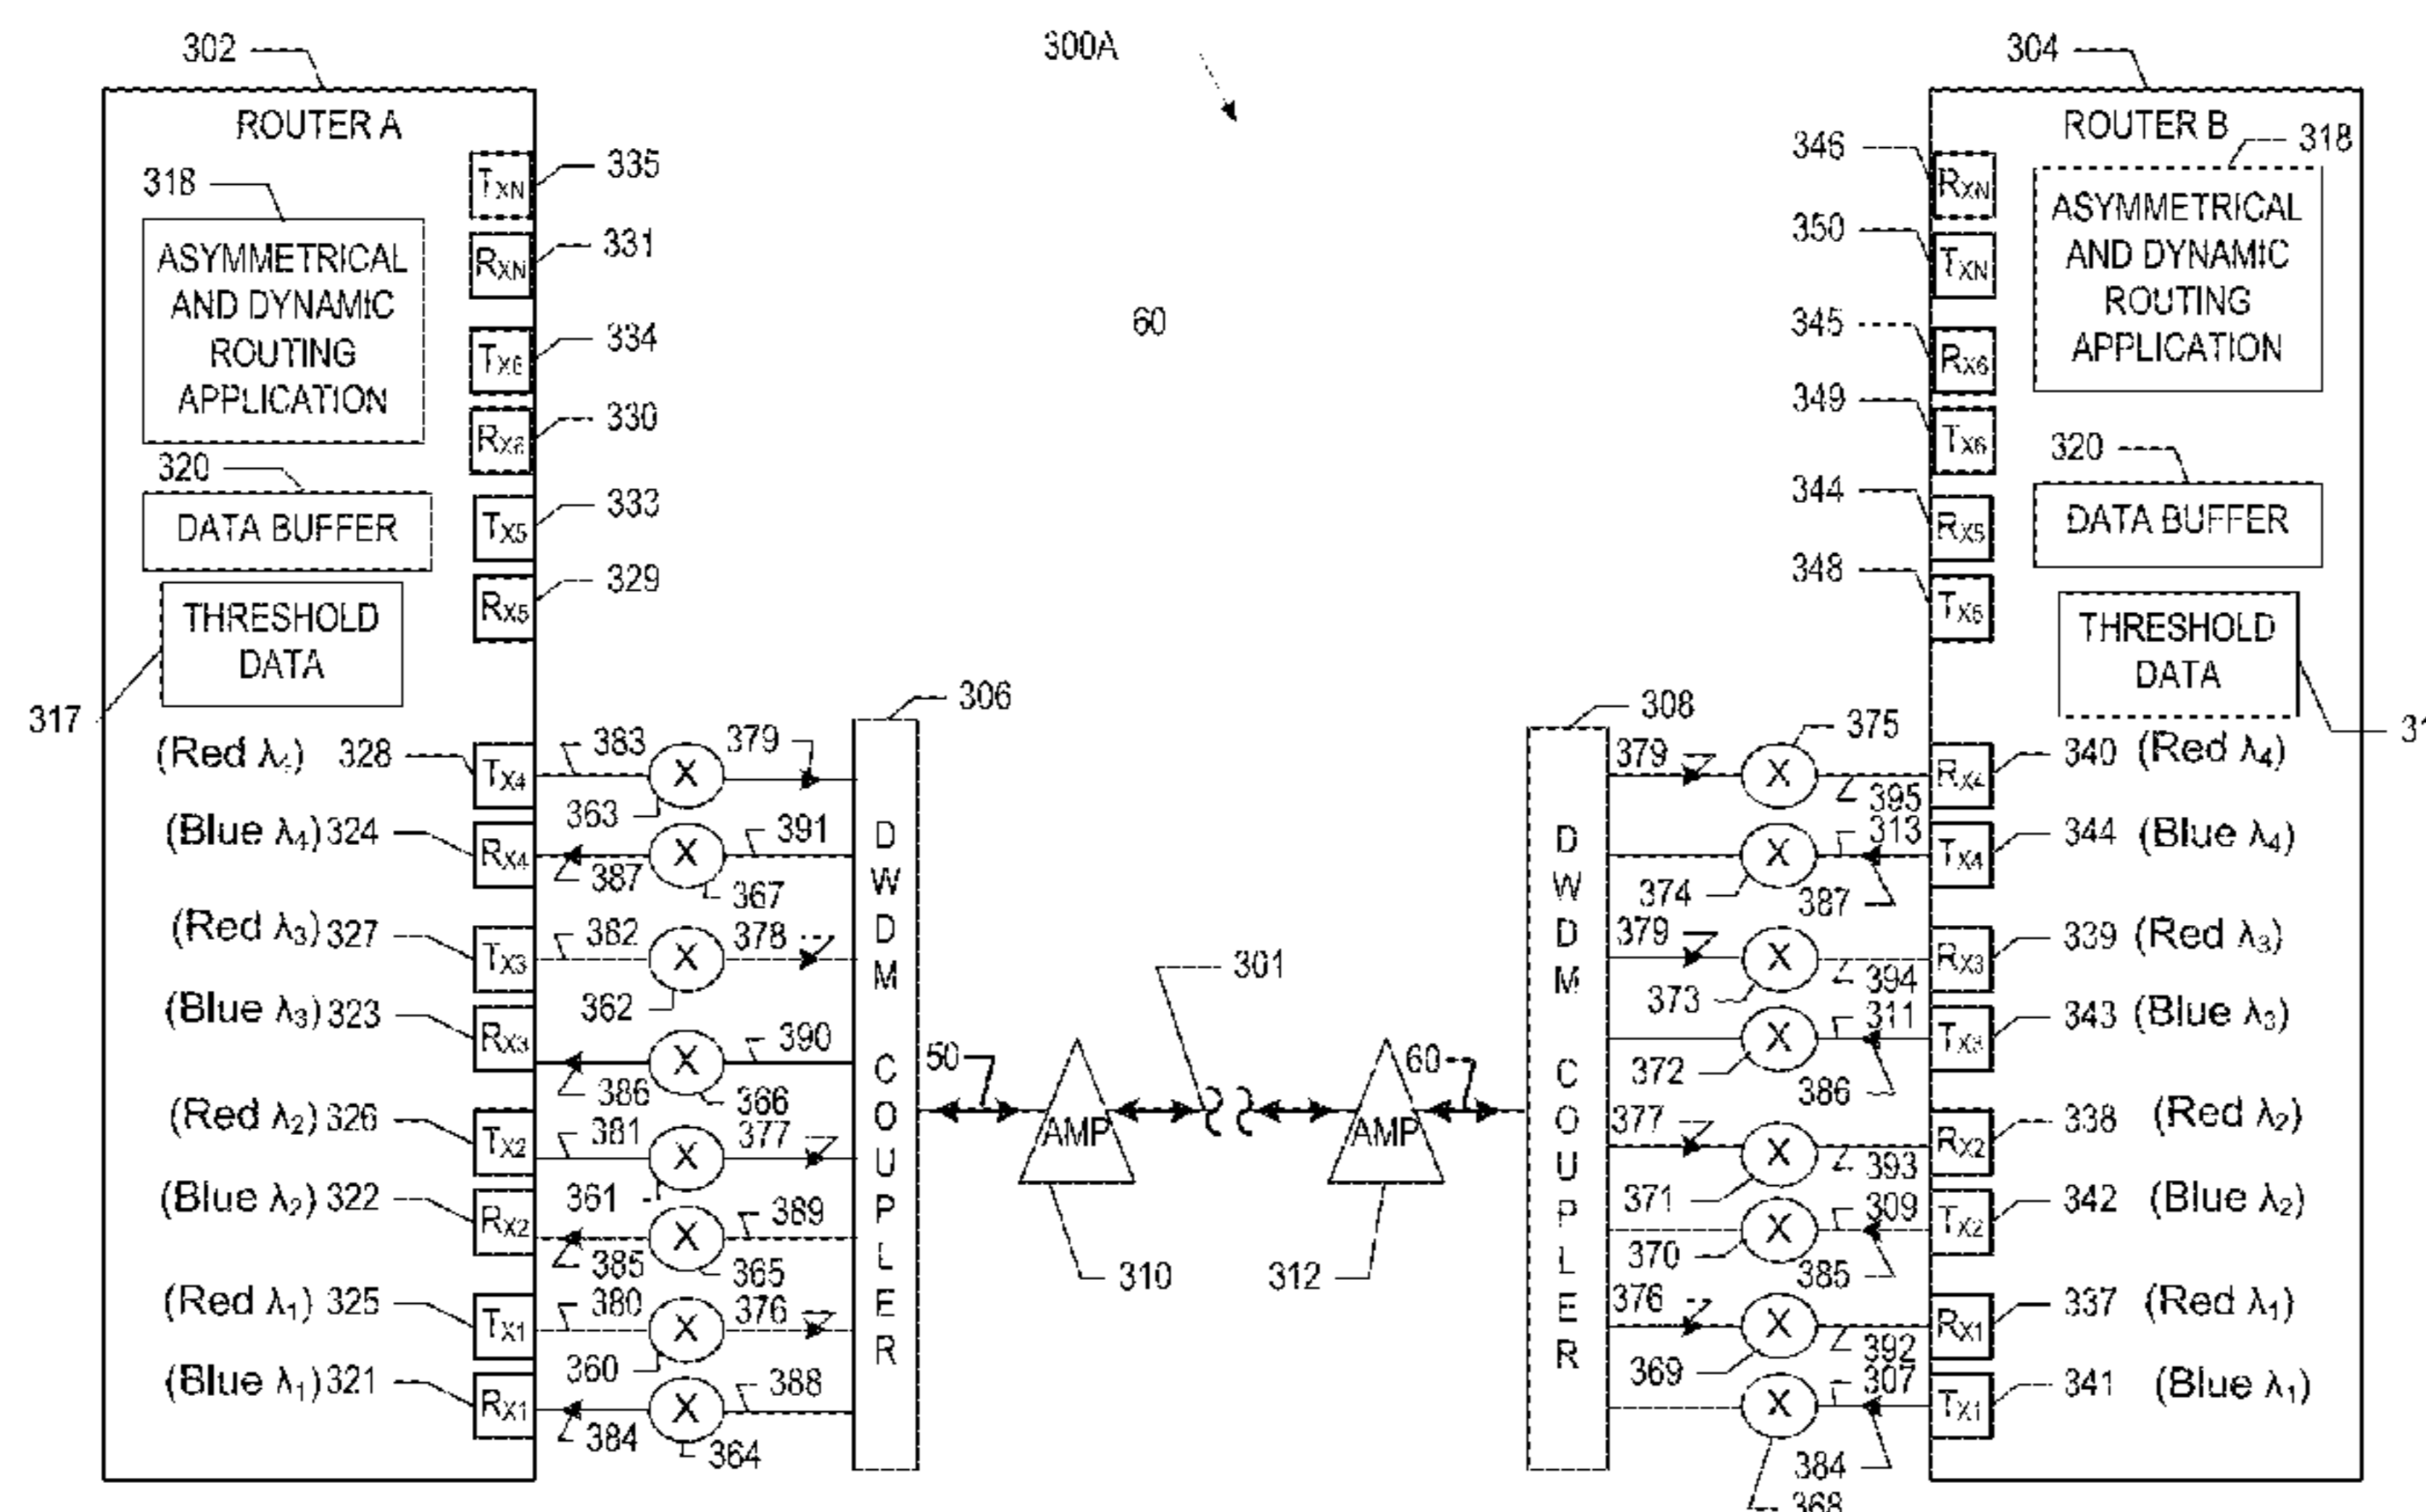 300A
302
ROUTER A
318
ASYMMETRICAL
AND DYNAMIC
ROUTING
APPLICATION
320
DATA BUFFER
THRESHOLD
DATA
317
TXN 335
RXN 331
TX6 334
RX6 330
TX5 333
RX5 329
(Red λ4) 328 TX4 383 363 379
(Blue λ4) 324 RX4 387 X 367 391
(Red λ3) 327 TX3 382 X 362 378
(Blue λ3) 323 RX3 386 X 366 390
(Red λ2) 326 TX2 381 X 361 377
(Blue λ2) 322 RX2 385 X 365 389
(Red λ1) 325 TX1 380 X 360 376
(Blue λ1) 321 RX1 384 X 364 388
306
DWDM COUPLER
50
AMP
310
301
60
AMP
312
60
308
DWDM COUPLER
304
ROUTER B
318
ASYMMETRICAL
AND DYNAMIC
ROUTING
APPLICATION
320
DATA BUFFER
THRESHOLD
DATA
346 RXN
350 TXN
345 RX6
349 TX6
344 RX5
348 TX5
379 X 375 395 RX4 340 (Red λ4)
X 374 313 387 TX4 344 (Blue λ4)
379 X 373 394 RX3 339 (Red λ3)
X 372 311 386 TX3 343 (Blue λ3)
377 X 371 393 RX2 338 (Red λ2)
X 370 309 385 TX2 342 (Blue λ2)
376 X 369 392 RX1 337 (Red λ1)
X 368 307 384 TX1 341 (Blue λ1)